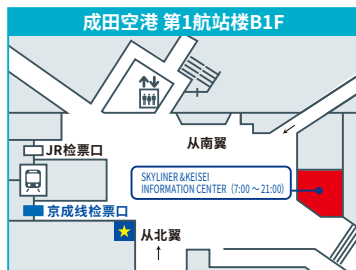 成田空港 第1航站楼B1F
从南翼
JR检票口
SKYLINER &KEISEI
INFORMATION CENTER (7:00～21:00)
京成线检票口
从北翼